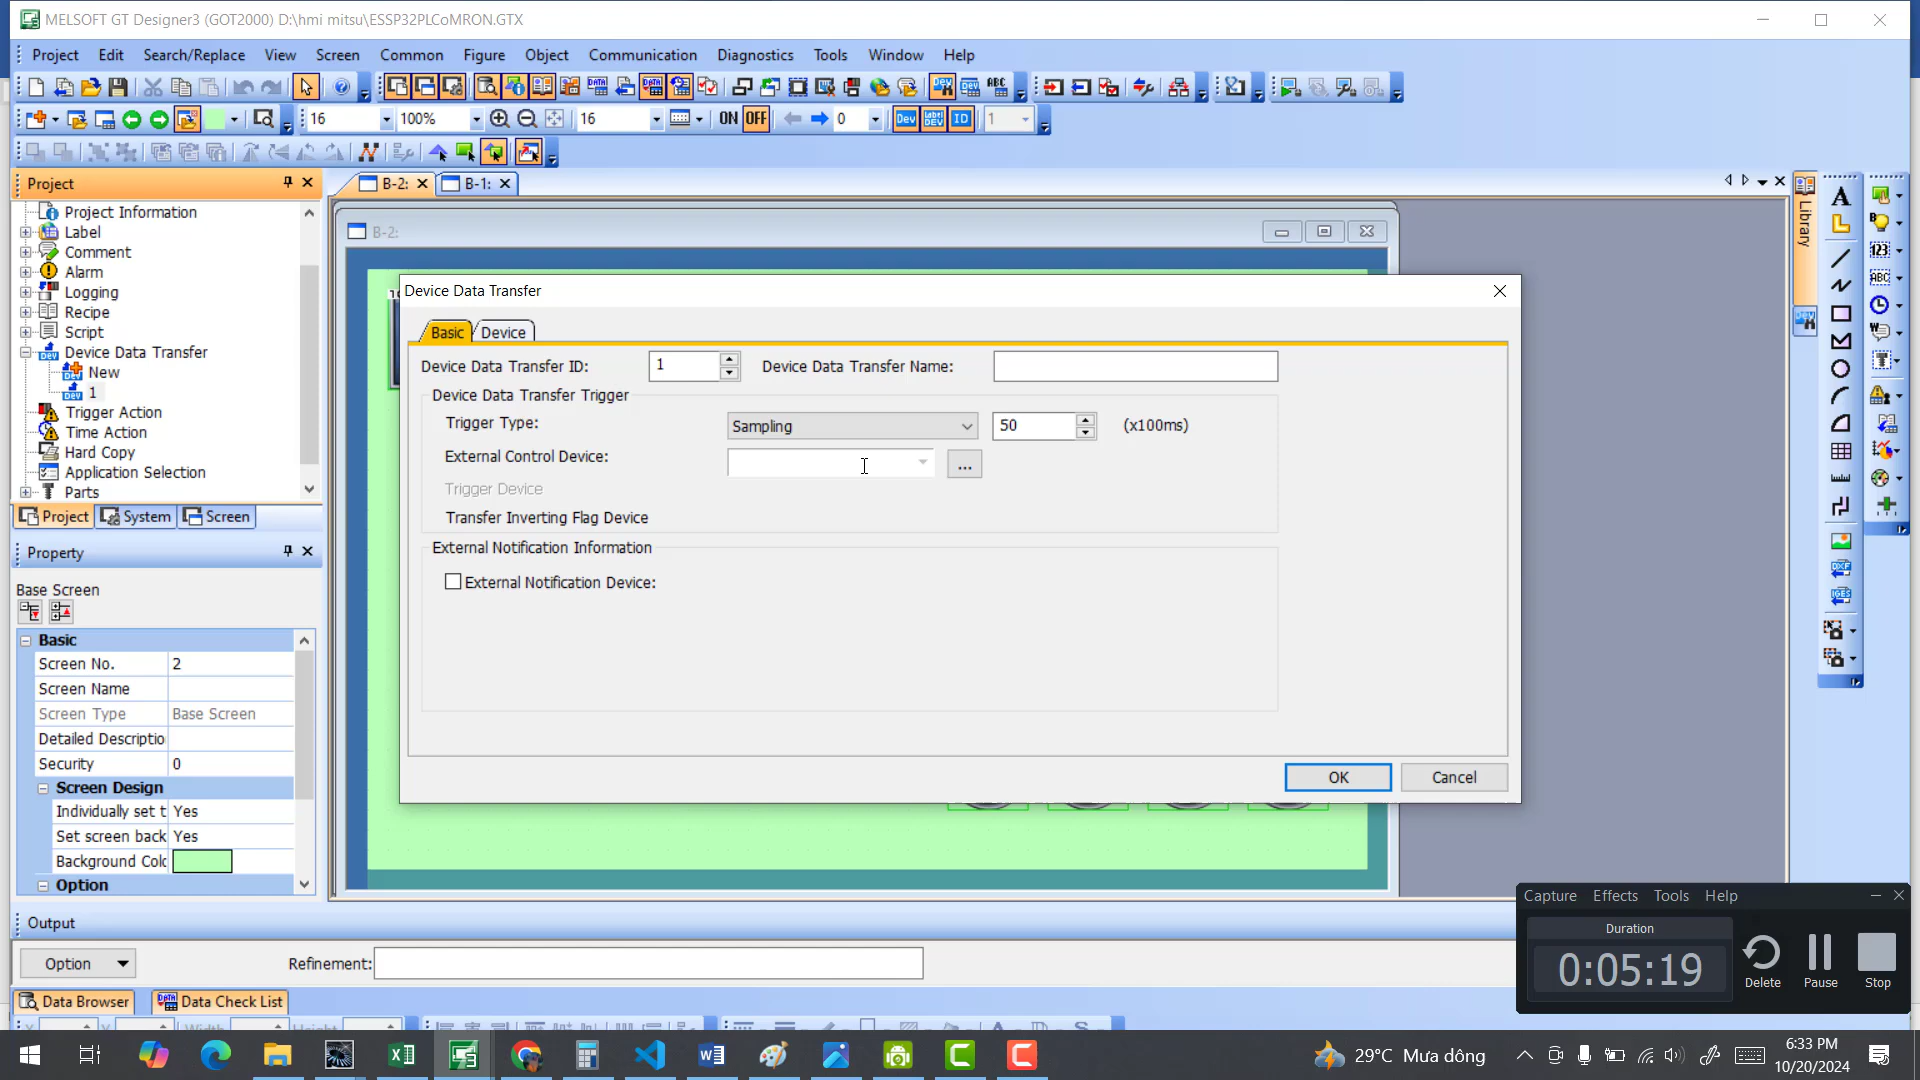 MELSOFT GT Designer3 (GOT2000) D:\hmi mitsu\ESSP32PLCoMRON.GTX
Project Edit Search/Replace View Screen Common Figure Object Communication Diagnostics Tools Window Help
16 100% 16 ON OFF 0 Dev ID 1
Project
B-2: B-1:
Project Information
Label
Comment
Alarm
Logging
Recipe
Script
Device Data Transfer
New
1
Trigger Action
Time Action
Hard Copy
Application Selection
Parts
Project System Screen
Property
Base Screen
Basic
Screen No. 2
Screen Name
Screen Type Base Screen
Detailed Descriptio
Security 0
Screen Design
Individually set t Yes
Set screen back Yes
Background Colc
Option
B-2:
Device Data Transfer
Basic Device
Device Data Transfer ID: 1 Device Data Transfer Name:
Device Data Transfer Trigger
Trigger Type: Sampling 50 (x100ms)
External Control Device: ...
Trigger Device
Transfer Inverting Flag Device
External Notification Information
External Notification Device:
OK Cancel
Library
Output
Option Refinement:
Data Browser Data Check List
Capture Effects Tools Help
Duration
0:05:19
Delete Pause Stop
29°C Mưa dông
6:33 PM
10/20/2024